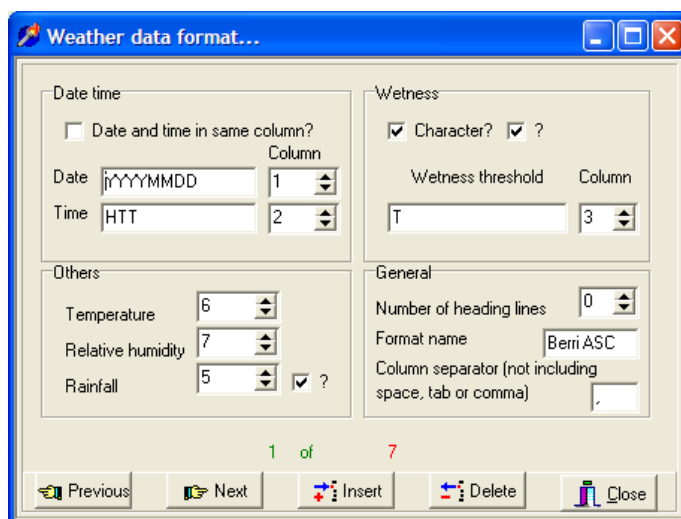 Weather data format...
Date time
Date and time in same column?
Column
Date YYYYMMDD 1
Time HTT 2
Wetness
Character? ?
Wetness threshold Column
T 3
Others
Temperature 6
Relative humidity 7
Rainfall 5 ?
General
Number of heading lines 0
Format name Berri ASC
Column separator (not including
space, tab or comma) ,
1 of 7
Previous Next Insert Delete Close